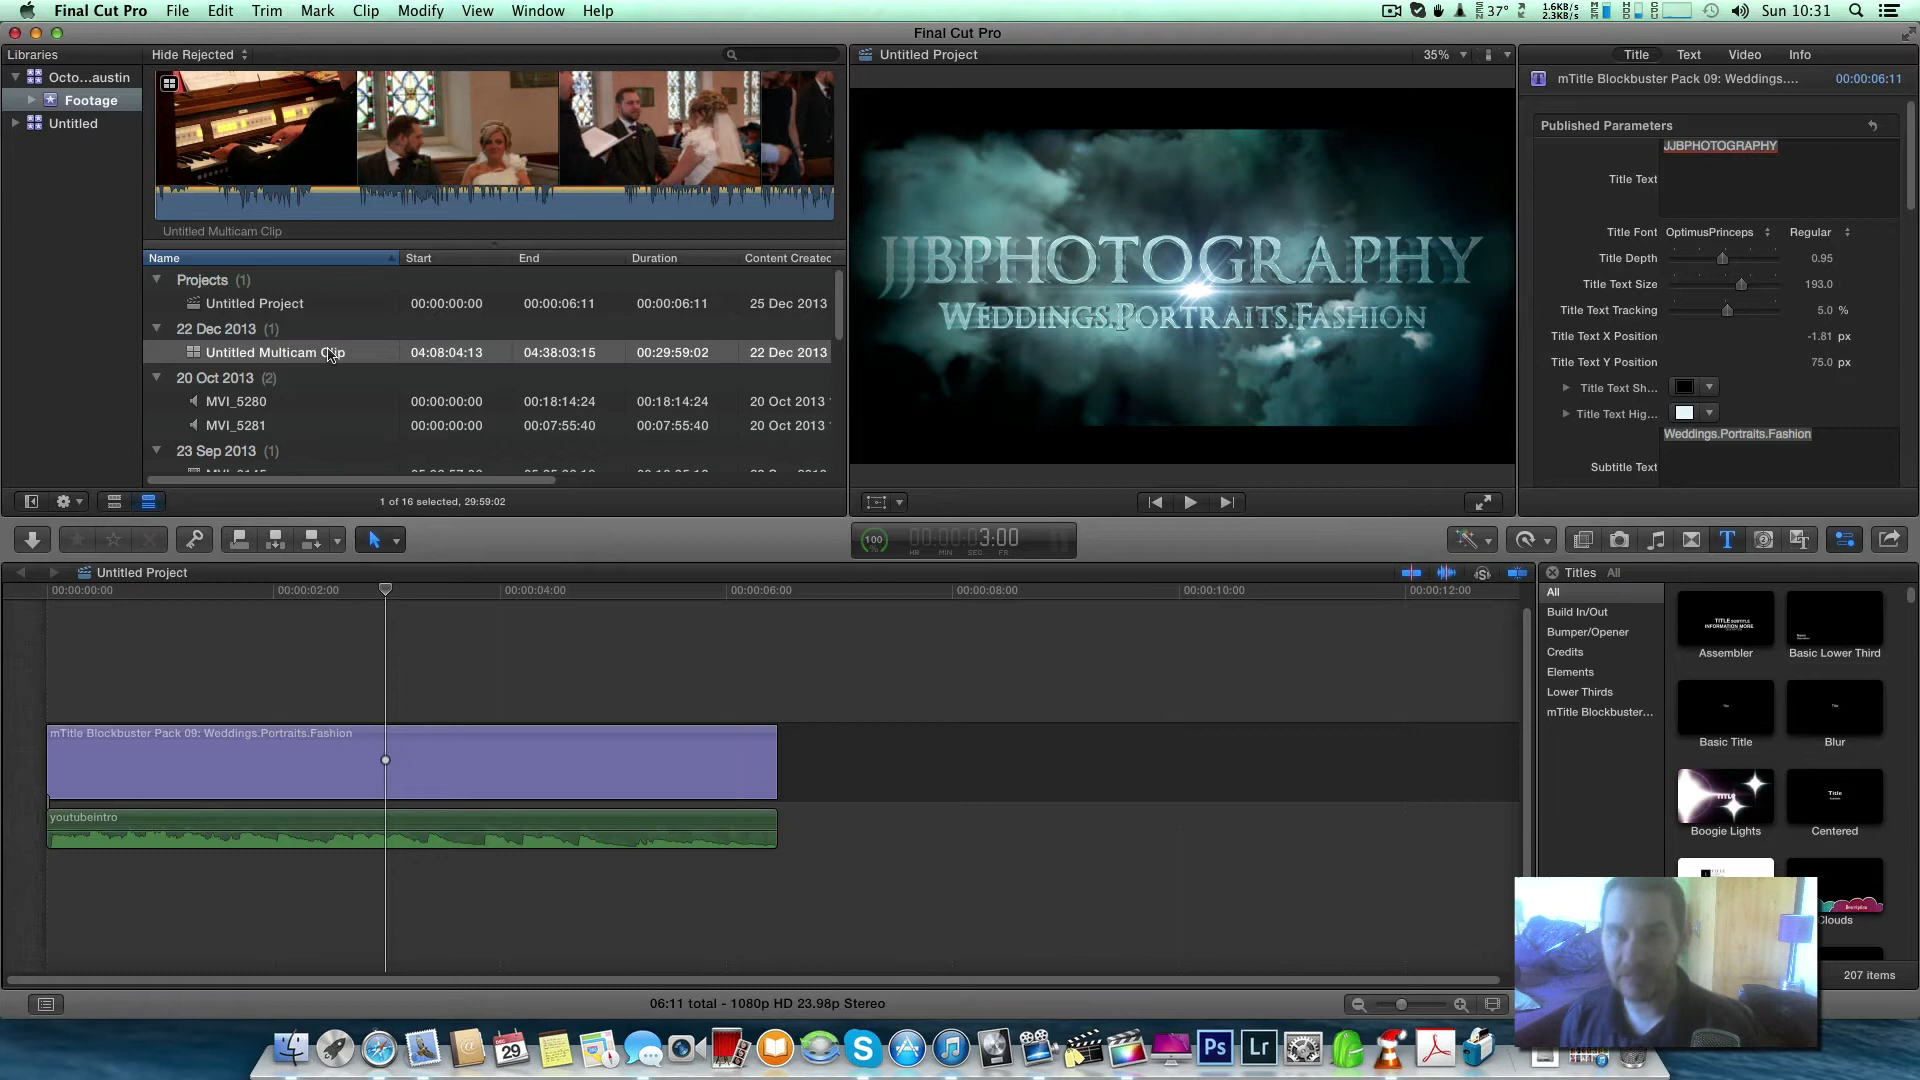 Final Cut Pro File Edit Trim Mark Clip Modify View Window Help
37° 1.6KB/s 2.3KB/s Sun 10:31
Final Cut Pro
Libraries
Hide Rejected
Octo...austin
Footage
Untitled
Untitled Multicam Clip
Name Start End Duration Content Created
Projects (1)
Untitled Project 00:00:00:00 00:00:06:11 00:00:06:11 25 Dec 2013
22 Dec 2013 (1)
Untitled Multicam Clip 04:08:04:13 04:38:03:15 00:29:59:02 22 Dec 2013
20 Oct 2013 (2)
MVI_5280 00:00:00:00 00:18:14:24 00:18:14:24 20 Oct 2013
MVI_5281 00:00:00:00 00:07:55:40 00:07:55:40 20 Oct 2013
23 Sep 2013 (1)
1 of 16 selected, 29:59:02
Untitled Project 35%
JJBPHOTOGRAPHY
Weddings.Portraits.Fashion
Title Text Video Info
mTitle Blockbuster Pack 09: Weddings.... 00:00:06:11
Published Parameters
JJBPHOTOGRAPHY
Title Text
Title Font OptimusPrinceps Regular
Title Depth 0.95
Title Text Size 193.0
Title Text Tracking 5.0 %
Title Text X Position -1.81 px
Title Text Y Position 75.0 px
Title Text Sh...
Title Text Hig...
Weddings.Portraits.Fashion
Subtitle Text
100 % 3:00
HR MIN SEC FR
Untitled Project
00:00:00:00 00:00:02:00 00:00:04:00 00:00:06:00 00:00:08:00 00:00:10:00 00:00:12:00
mTitle Blockbuster Pack 09: Weddings.Portraits.Fashion
youtubeintro
Titles All
All
Build In/Out
Bumper/Opener
Credits
Elements
Lower Thirds
mTitle Blockbuster...
Assembler Basic Lower Third
Basic Title Blur
Boogie Lights Centered
Clouds
207 items
06:11 total - 1080p HD 23.98p Stereo
29
Ps
Lr